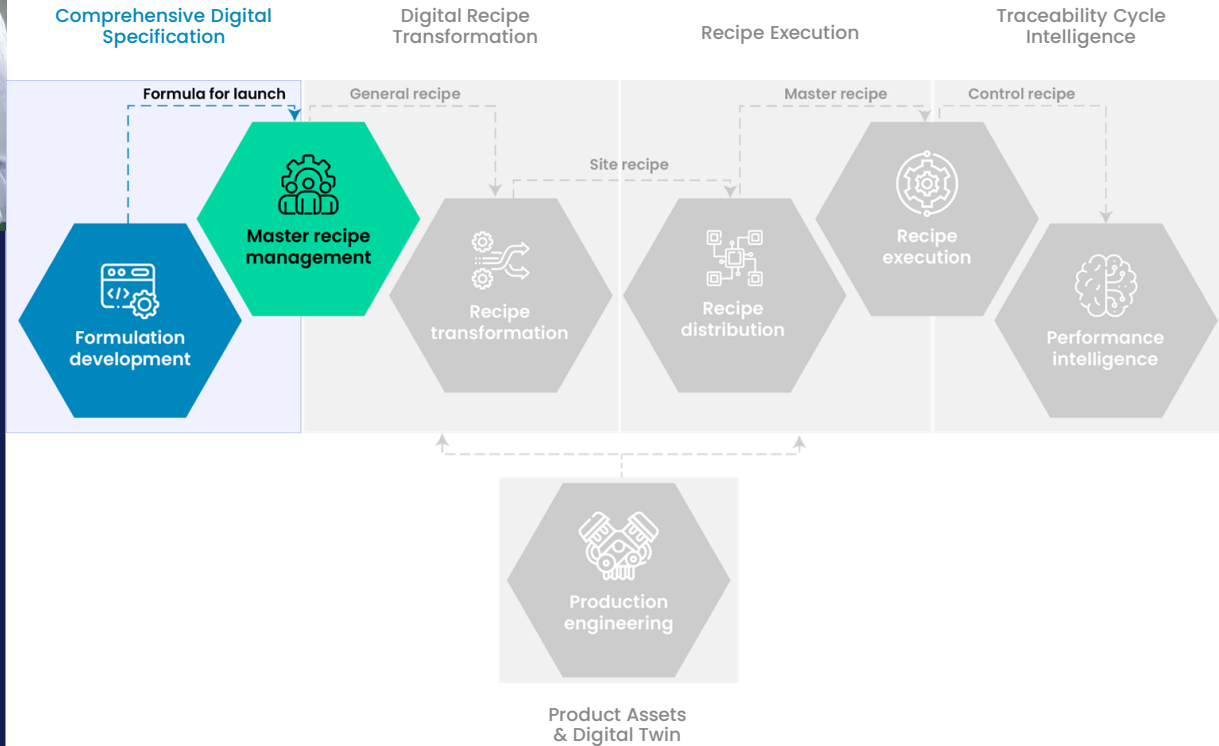 Comprehensive Digital
Specification
Digital Recipe
Transformation
Recipe Execution
Traceability Cycle
Intelligence
Formula for launch
General recipe
Site recipe
Master recipe
Control recipe
Formulation
development
Master recipe
management
Recipe
transformation
Recipe
distribution
Recipe
execution
Performance
intelligence
Production
engineering
Product Assets
& Digital Twin